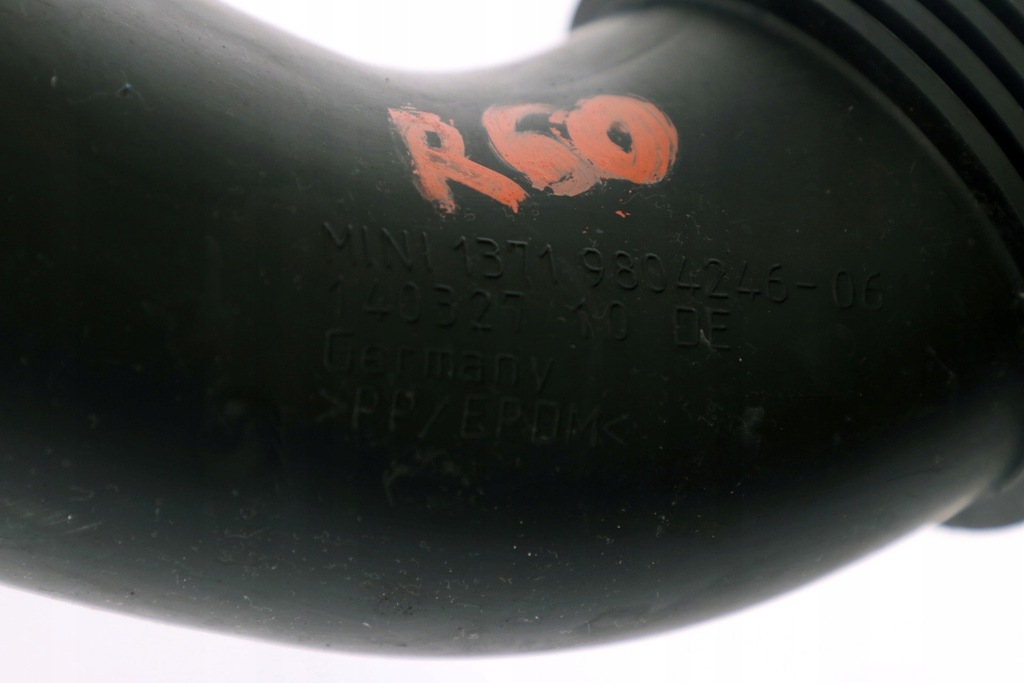 R60
MINI 1371 9804246-06
140327 10 DE
Germany
>PP/EPDM<